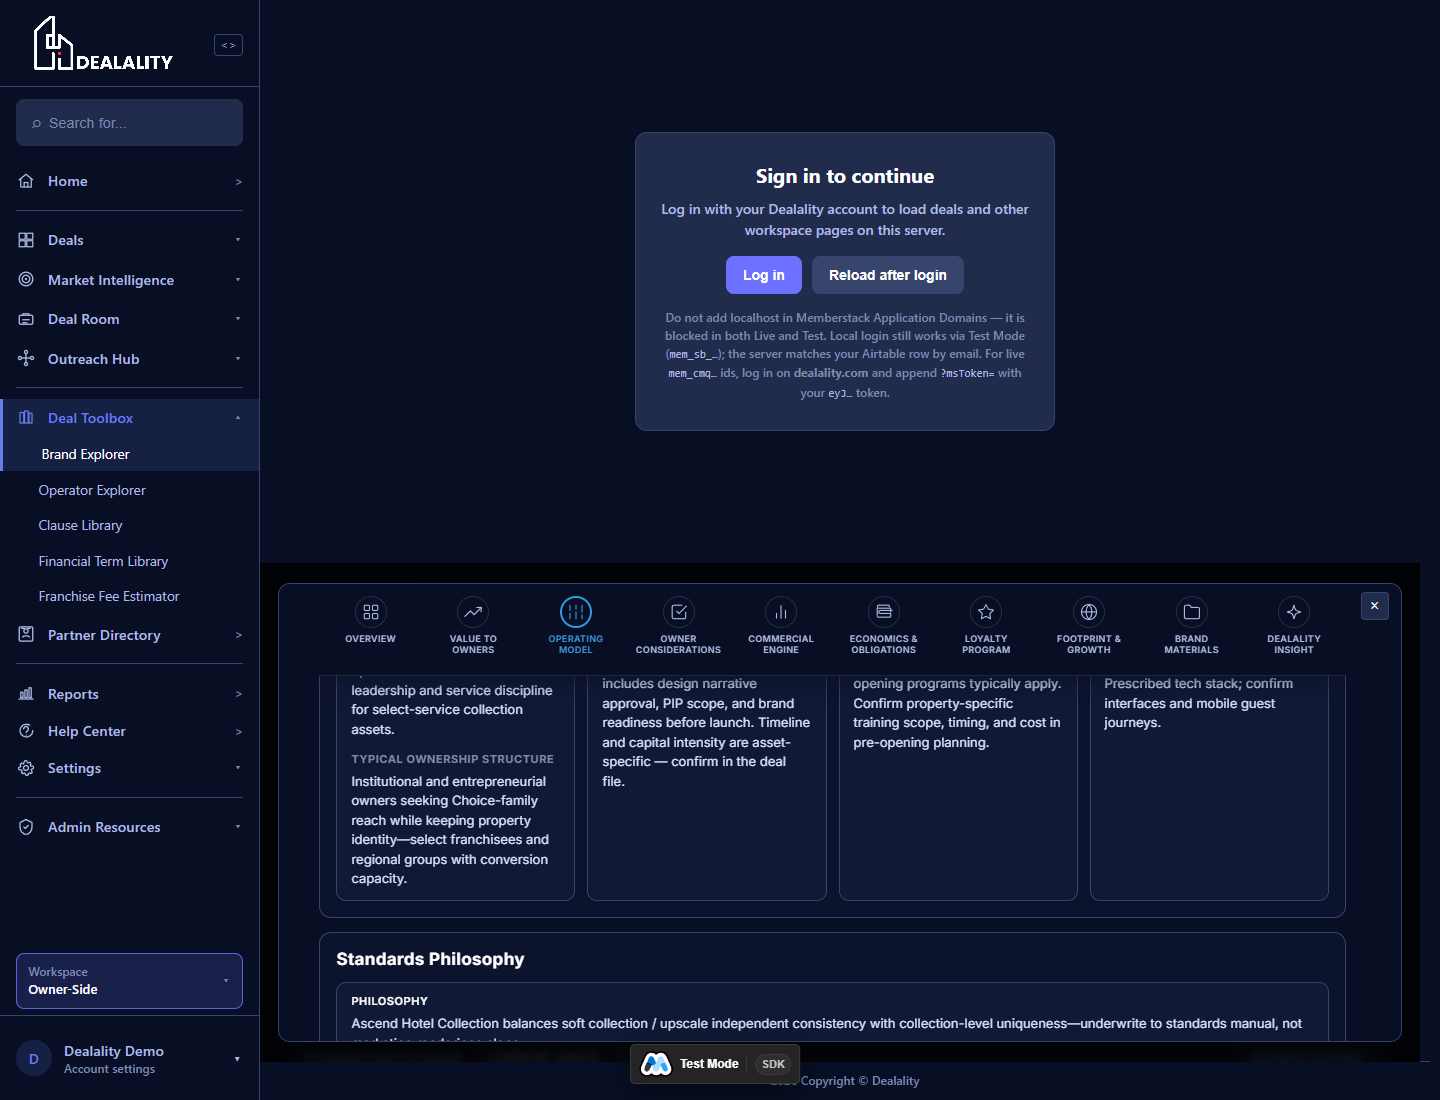 DEALALITY
<>
Search for...
Home
Deals
Market Intelligence
Deal Room
Outreach Hub
Deal Toolbox
Brand Explorer
Operator Explorer
Clause Library
Financial Term Library
Franchise Fee Estimator
Partner Directory
Reports
Help Center
Settings
Admin Resources
Workspace
Owner-Side
D
Dealality Demo
Account settings
Sign in to continue
Log in with your Dealality account to load deals and other
workspace pages on this server.
Log in
Reload after login
Do not add localhost in Memberstack Application Domains — it is
blocked in both Live and Test. Local login still works via Test Mode
(mem_sb_…); the server matches your Airtable row by email. For live
mem_cmq… ids, log in on dealality.com and append ?msToken= with
your eyJ… token.
OVERVIEW
VALUE TO
OWNERS
OPERATING
MODEL
OWNER
CONSIDERATIONS
COMMERCIAL
ENGINE
ECONOMICS &
OBLIGATIONS
LOYALTY
PROGRAM
FOOTPRINT &
GROWTH
BRAND
MATERIALS
DEALALITY
INSIGHT
×
leadership and service discipline
for select-service collection
assets.
TYPICAL OWNERSHIP STRUCTURE
Institutional and entrepreneurial
owners seeking Choice-family
reach while keeping property
identity—select franchisees and
regional groups with conversion
capacity.
includes design narrative
approval, PIP scope, and brand
readiness before launch. Timeline
and capital intensity are asset-
specific — confirm in the deal
file.
opening programs typically apply.
Confirm property-specific
training scope, timing, and cost in
pre-opening planning.
Prescribed tech stack; confirm
interfaces and mobile guest
journeys.
Standards Philosophy
PHILOSOPHY
Ascend Hotel Collection balances soft collection / upscale independent consistency with collection-level uniqueness—underwrite to standards manual, not
Test Mode
SDK
Copyright © Dealality